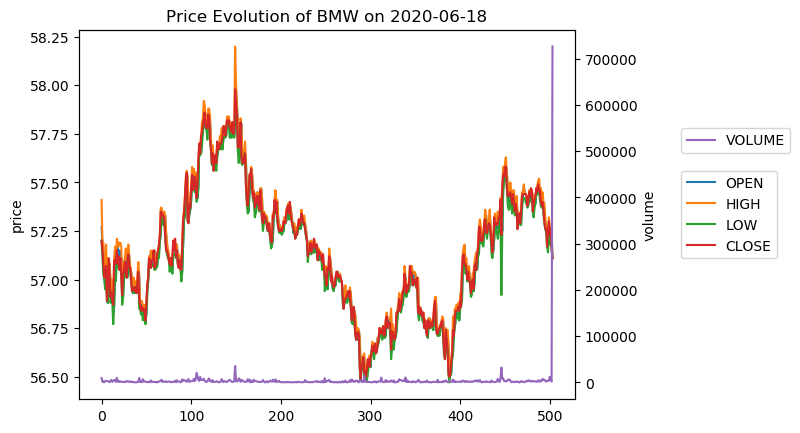 Price Evolution of BMW on 2020-06-18
58.25
58.00
57.75
57.50
57.25
57.00
56.75
56.50
price
0
100
200
300
400
500
700000
600000
500000
400000
300000
200000
100000
0
volume
VOLUME
OPEN
HIGH
LOW
CLOSE